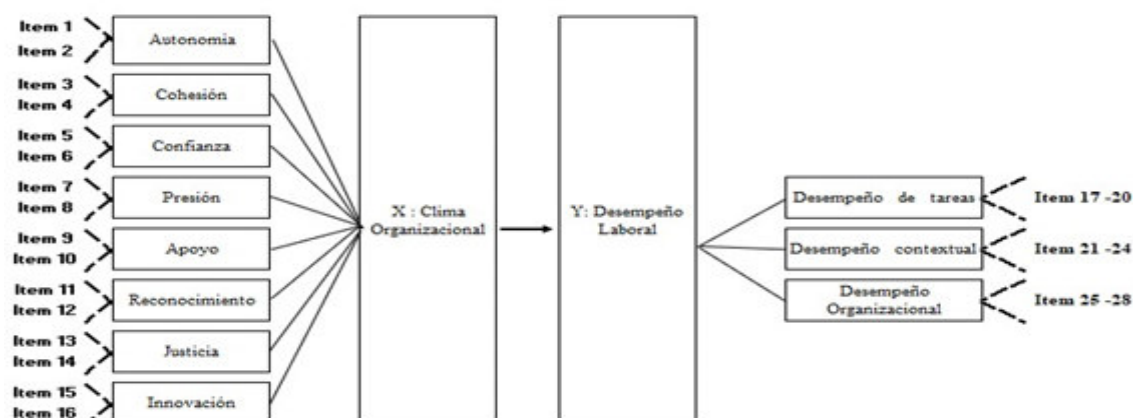 Item 1
Item 2
Autonomia
Item 3
Item 4
Cohesión
Item 5
Item 6
Confianza
Item 7
Item 8
Presión
Item 9
Item 10
Apoyo
Item 11
Item 12
Reconocimiento
Item 13
Item 14
Justicia
Item 15
Item 16
Innovación
X : Clima
Organizacional
Y: Desempeño
Laboral
Desempeño de tareas
Item 17 -20
Desempeño contextual
Item 21 -24
Desempeño
Organizacional
Item 25 -28